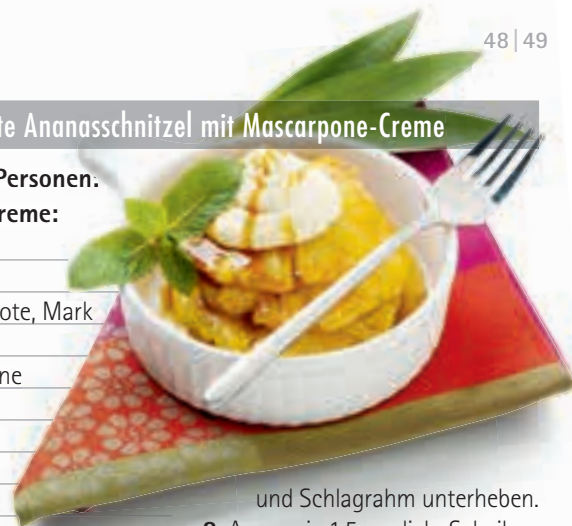 48|49
te Ananasschnitzel mit Mascarpone-Creme
Personen:
reme:
ote, Mark
ne
und Schlagrahm unterheben.